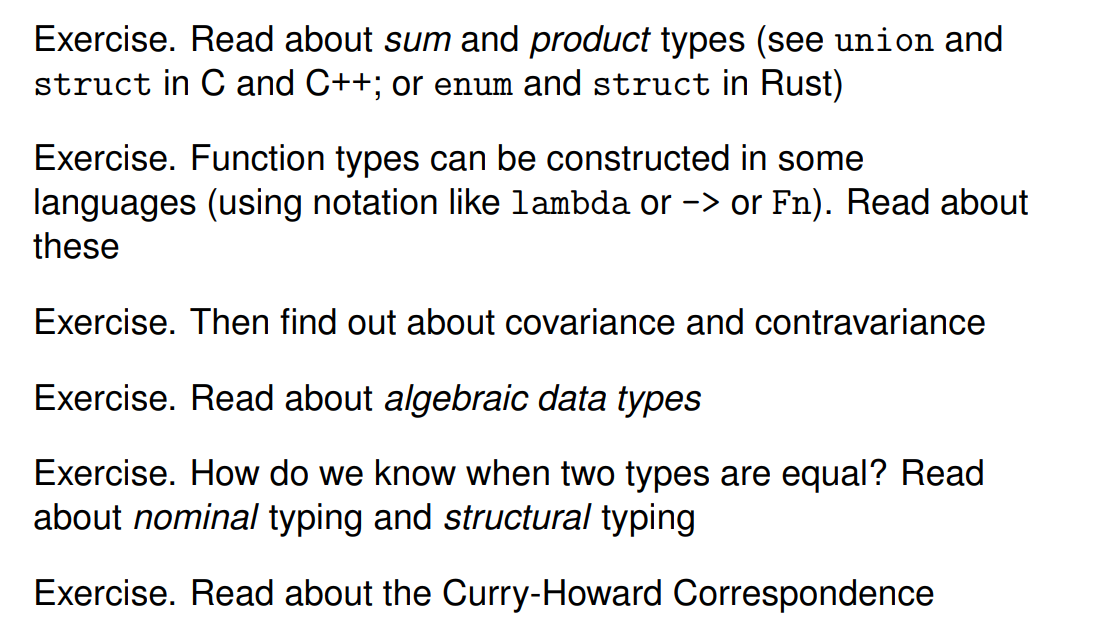 Exercise. Read about sum and product types (see union and
struct in C and C++; or enum and struct in Rust)
Exercise. Function types can be constructed in some
languages (using notation like lambda or -> or Fn). Read about
these
Exercise. Then find out about covariance and contravariance
Exercise. Read about algebraic data types
Exercise. How do we know when two types are equal? Read
about nominal typing and structural typing
Exercise. Read about the Curry-Howard Correspondence